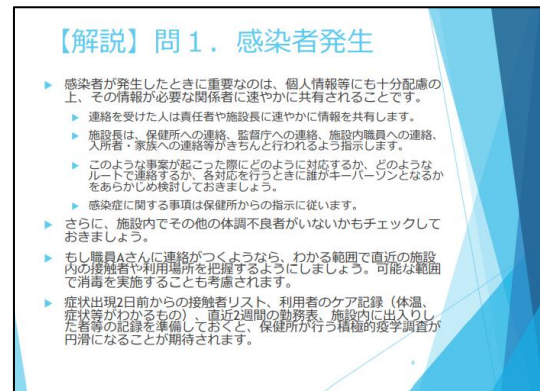 【解説】問１．感染者発生
感染者が発生したときに重要なのは、個人情報等にも十分配慮の
上、その情報が必要な関係者に速やかに共有されることです。
連絡を受けた人は責任者や施設長に速やかに情報を共有します。
施設長は、保健所への連絡、監督庁への連絡、施設内職員への連絡、
入所者・家族への連絡等がきちんと行われるよう指示します。
このような事案が起こった際にどのように対応するか、どのような
ルートで連絡するか、各対応を行うときに誰がキーパーソンとなるか
をあらかじめ検討しておきましょう。
感染症に関する事項は保健所からの指示に従います。
さらに、施設内でその他の体調不良者がいないかもチェックして
おきましょう。
もし職員Aさんに連絡がつくようなら、わかる範囲で直近の施設
内の接触者や利用場所を把握するようにしましょう。可能な範囲
で消毒を実施することも考慮されます。
症状出現2日前からの接触者リスト、利用者のケア記録（体温、
症状等がわかるもの）、直近2週間の勤務表、施設内に出入りし
た者等の記録を準備しておくと、保健所が行う積極的疫学調査が
円滑になることが期待されます。
4